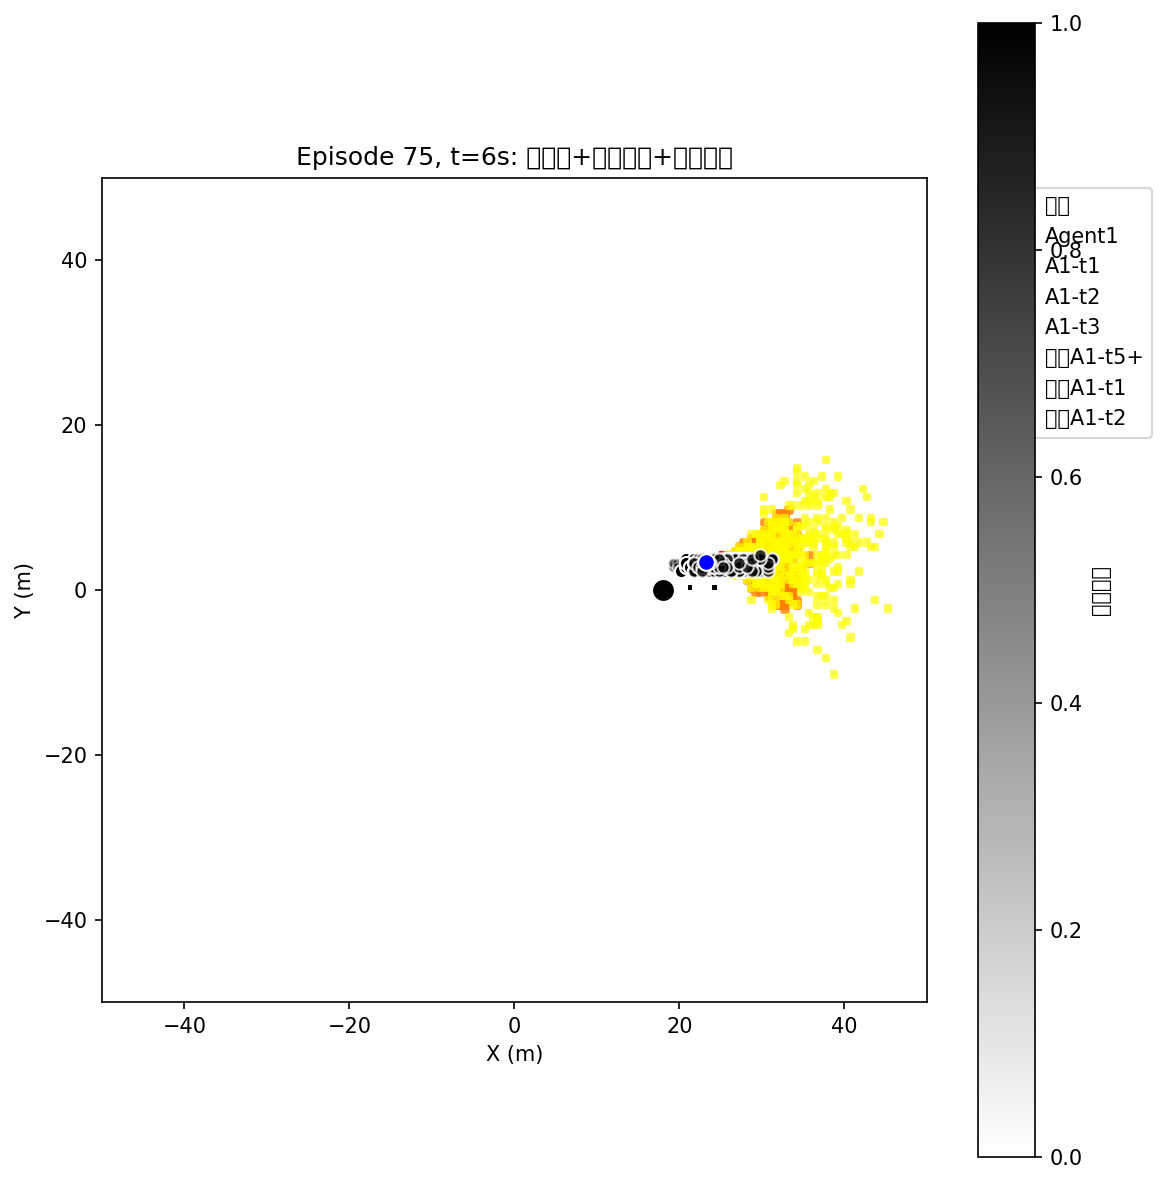 Episode 75, t=6s: □□□+□□□□+□□□□
1.0
0.8
0.6
0.4
0.2
0.0
□□
Agent1
A1-t1
A1-t2
A1-t3
□□A1-t5+
□□A1-t1
□□A1-t2
□□□□
Y (m)
40
20
0
−20
−40
−40
−20
0
20
40
X (m)